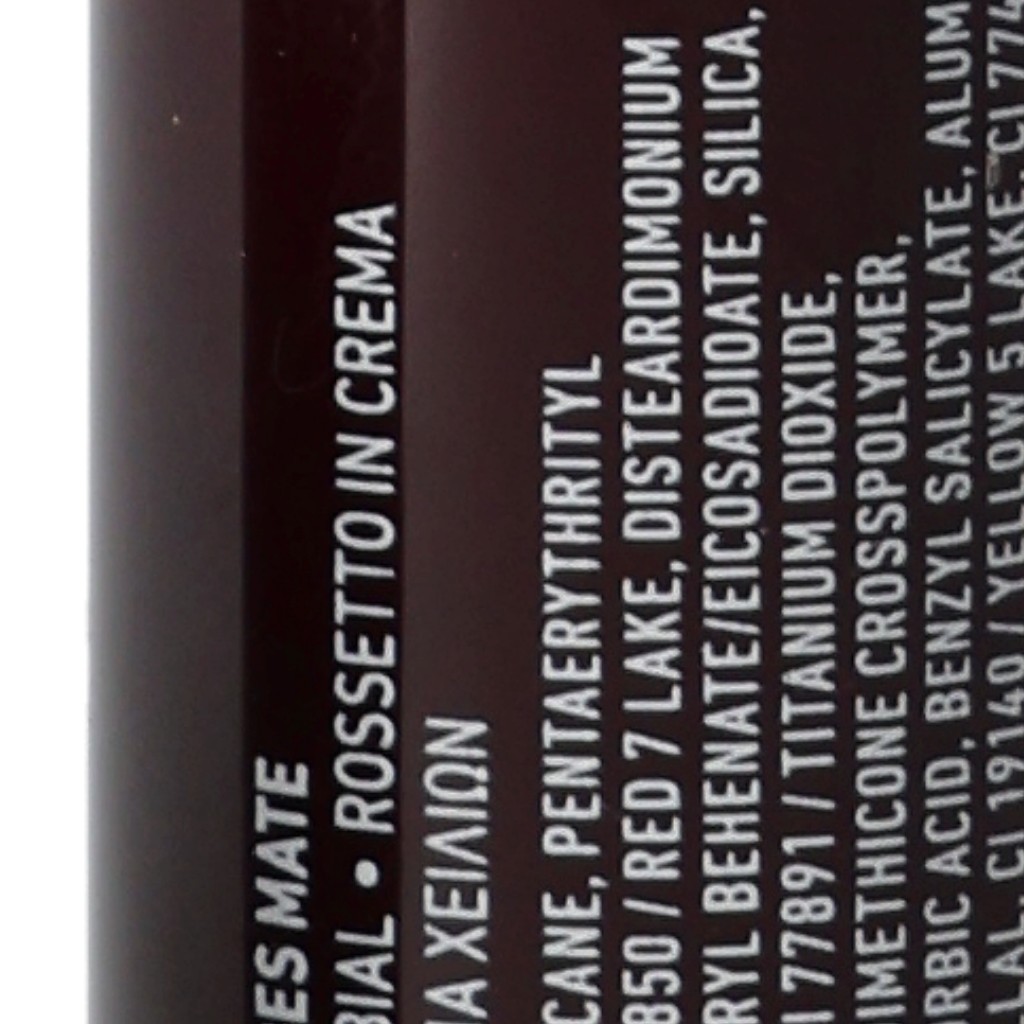 ES MATE
BIAL • ROSSETTO IN CREMA
ΙΑ ΧΕΙΛΙΩΝ
CANE, PENTAERYTHRITYL
850 / RED 7 LAKE, DISTEARDIMONIUM
RYL BEHENATE/EICOSADIOATE, SILICA,
I 77891 / TITANIUM DIOXIDE,
IMETHICONE CROSSPOLYMER,
RBIC ACID, BENZYL SALICYLATE, ALUM
LAL, CI 19140 / YELLOW 5 LAKE, CI 774